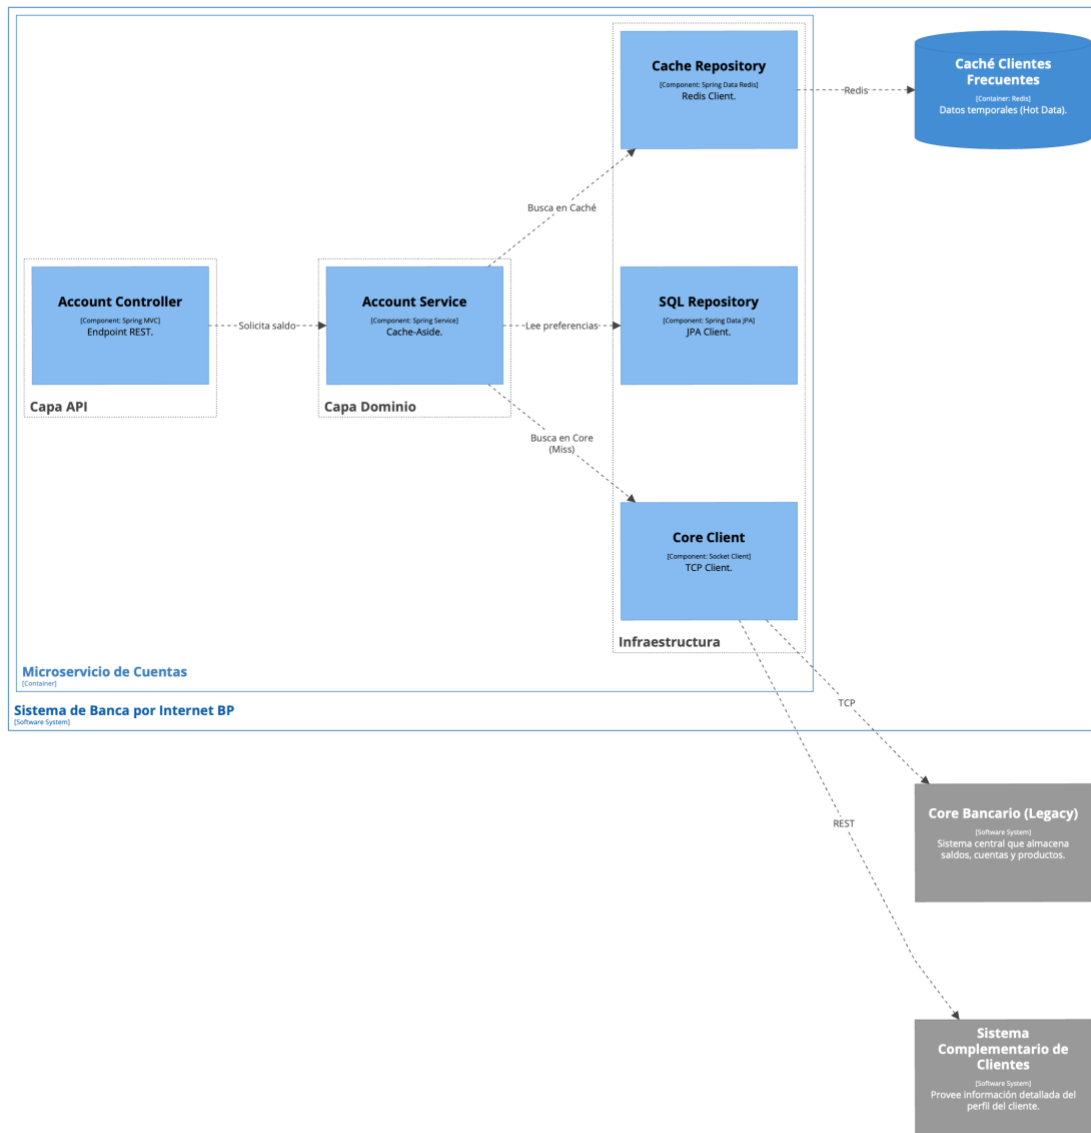 Cache Repository
[Component: Spring Data Redis]
Redis Client.
Redis
Caché Clientes
Frecuentes
[Container: Redis]
Datos temporales (Hot Data).
Busca en Caché
Account Controller
[Component: Spring MVC]
Endpoint REST.
Capa API
Solicita saldo
Account Service
[Component: Spring Service]
Cache-Aside.
Capa Dominio
Lee preferencias
SQL Repository
[Component: Spring Data JPA]
JPA Client.
Busca en Core
(Miss)
Core Client
[Component: Socket Client]
TCP Client.
Infraestructura
Microservicio de Cuentas
[Container]
Sistema de Banca por Internet BP
[Software System]
TCP
REST
Core Bancario (Legacy)
[Software System]
Sistema central que almacena
saldos, cuentas y productos.
Sistema
Complementario de
Clientes
[Software System]
Provee información detallada del
perfil del cliente.